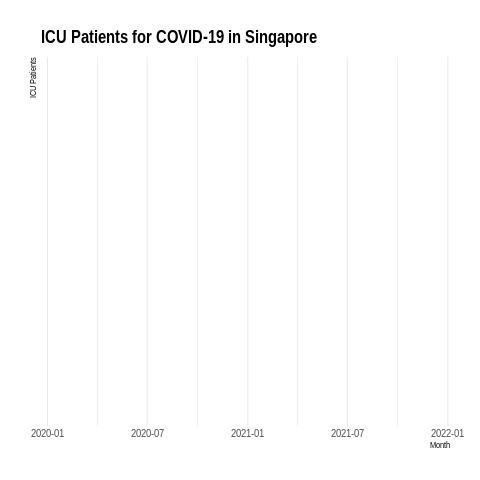 ICU Patients for COVID-19 in Singapore
ICU Patients
2020-01 2020-07 2021-01 2021-07 2022-01
Month